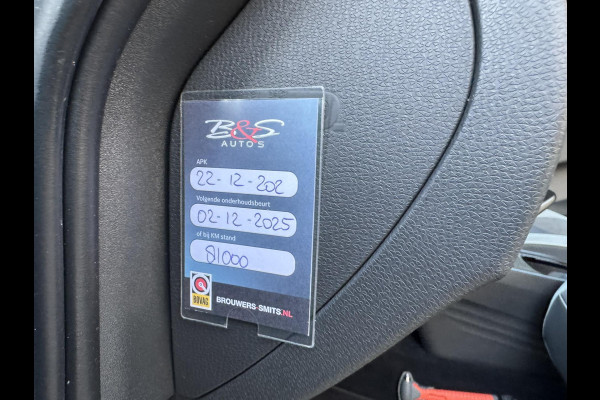 B&S
AUTO'S
APK
22-12-202
Volgende onderhoudsbeurt
02-12-2025
of bij KM stand
81000
BOVAG
BROUWERS-SMITS.NL